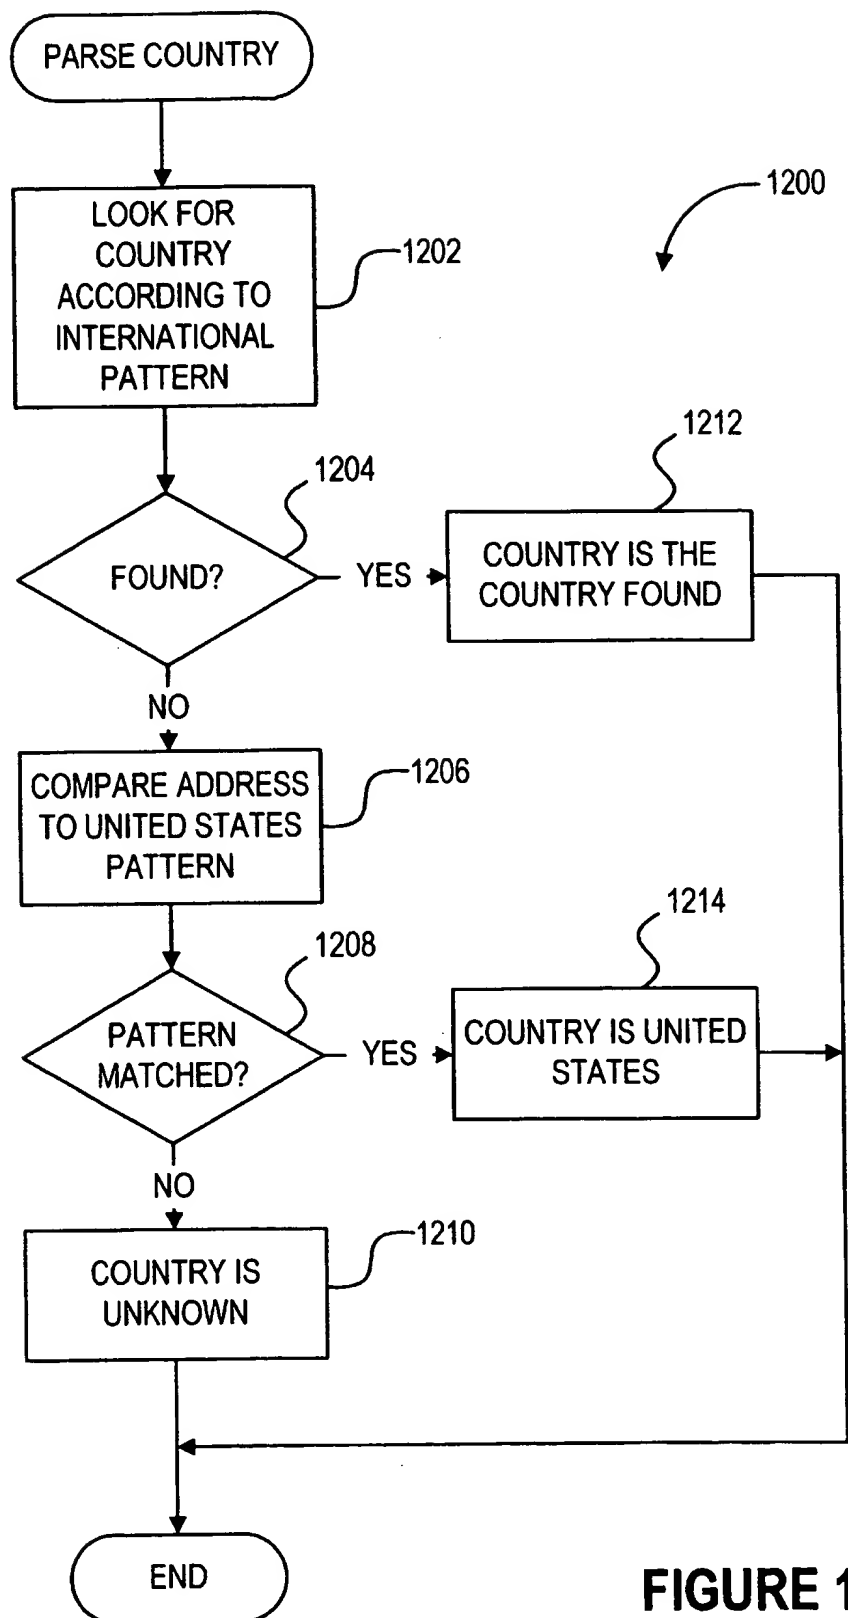 PARSE COUNTRY
1200
LOOK FOR
COUNTRY
ACCORDING TO
INTERNATIONAL
PATTERN
1202
1204
FOUND?
YES
1212
COUNTRY IS THE
COUNTRY FOUND
NO
COMPARE ADDRESS
TO UNITED STATES
PATTERN
1206
1208
PATTERN
MATCHED?
YES
1214
COUNTRY IS UNITED
STATES
NO
COUNTRY IS
UNKNOWN
1210
END
FIGURE 1